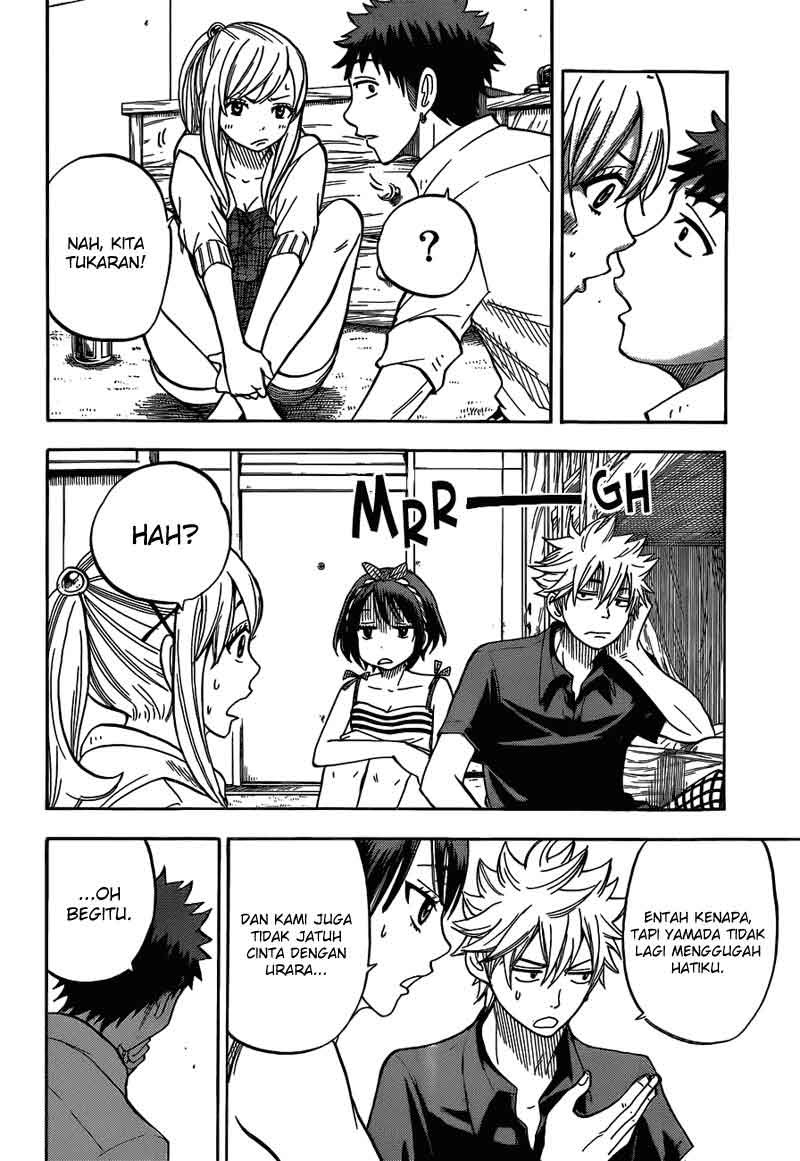 ?
NAH, KITA
TUKARAN!
MRR—GH
HAH?
ENTAH KENAPA,
TAPI YAMADA TIDAK
LAGI MENGGUGAH
HATIKU.
DAN KAMI JUGA
TIDAK JATUH
CINTA DENGAN
URARA...
...OH
BEGITU.